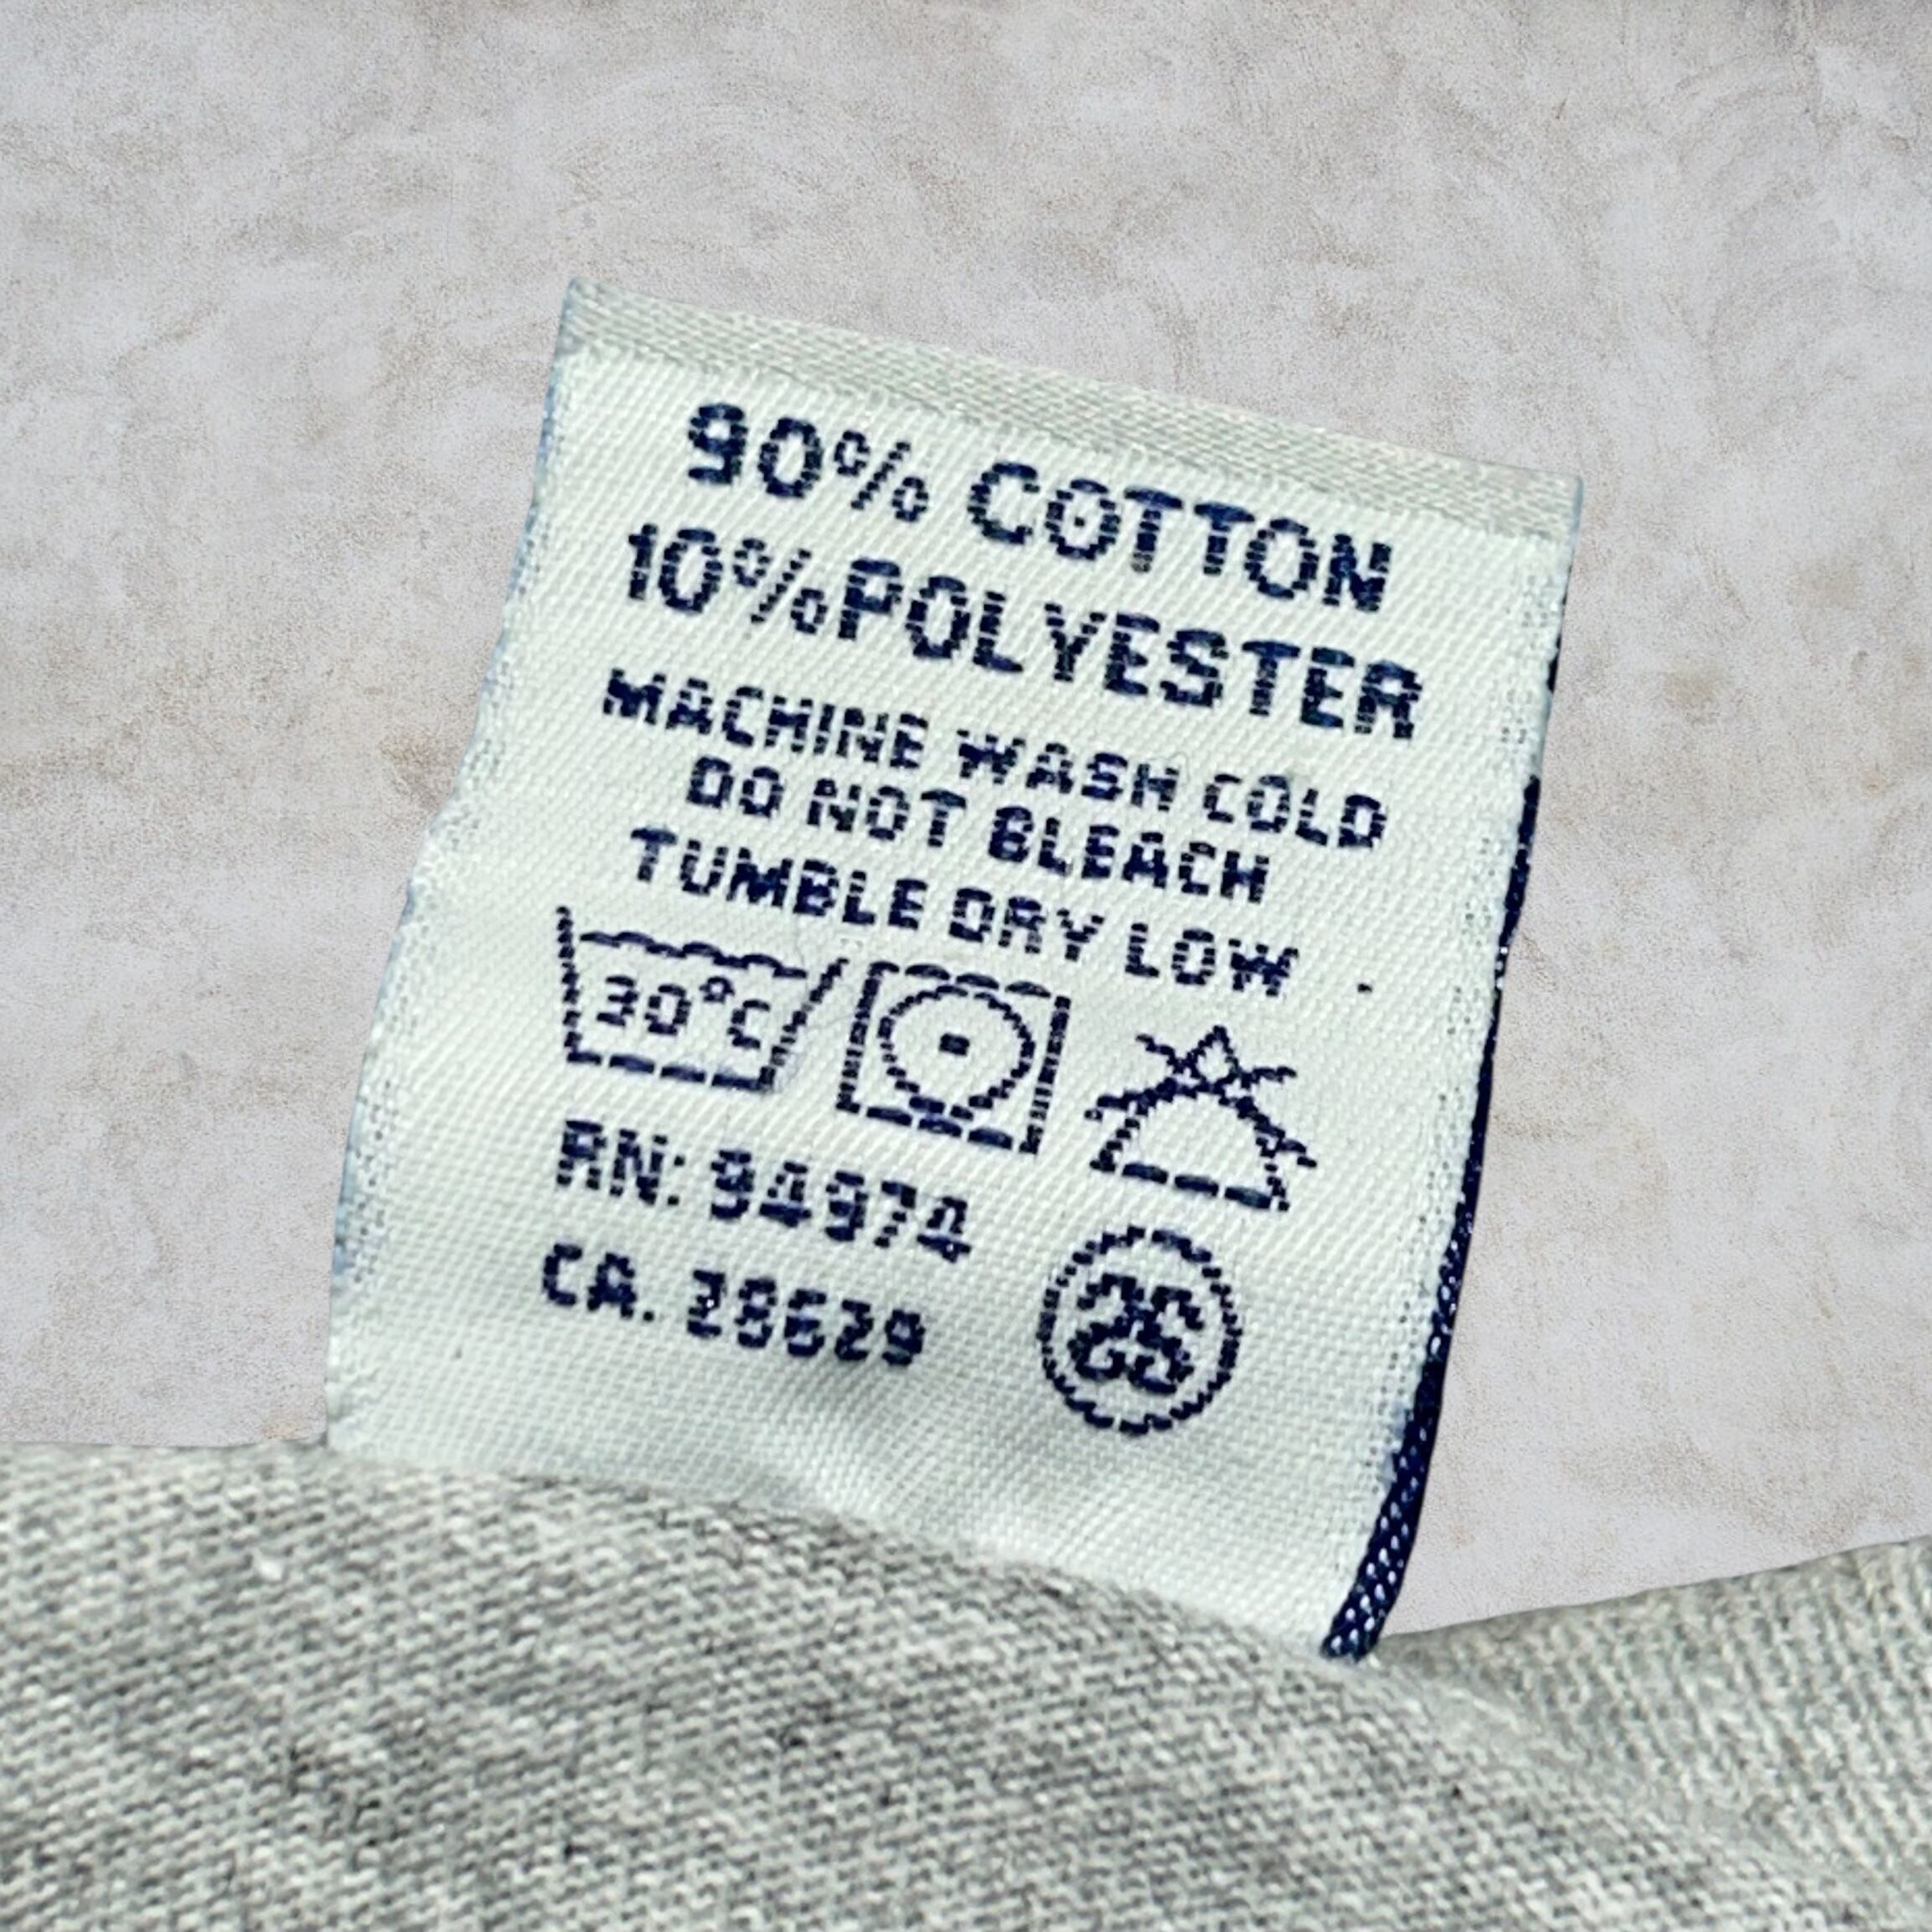 90% COTTON
10%POLYESTER
MACHINE WASH COLD
DO NOT BLEACH
TUMBLE DRY LOW
30°C
RN: 94974
CA. 28629